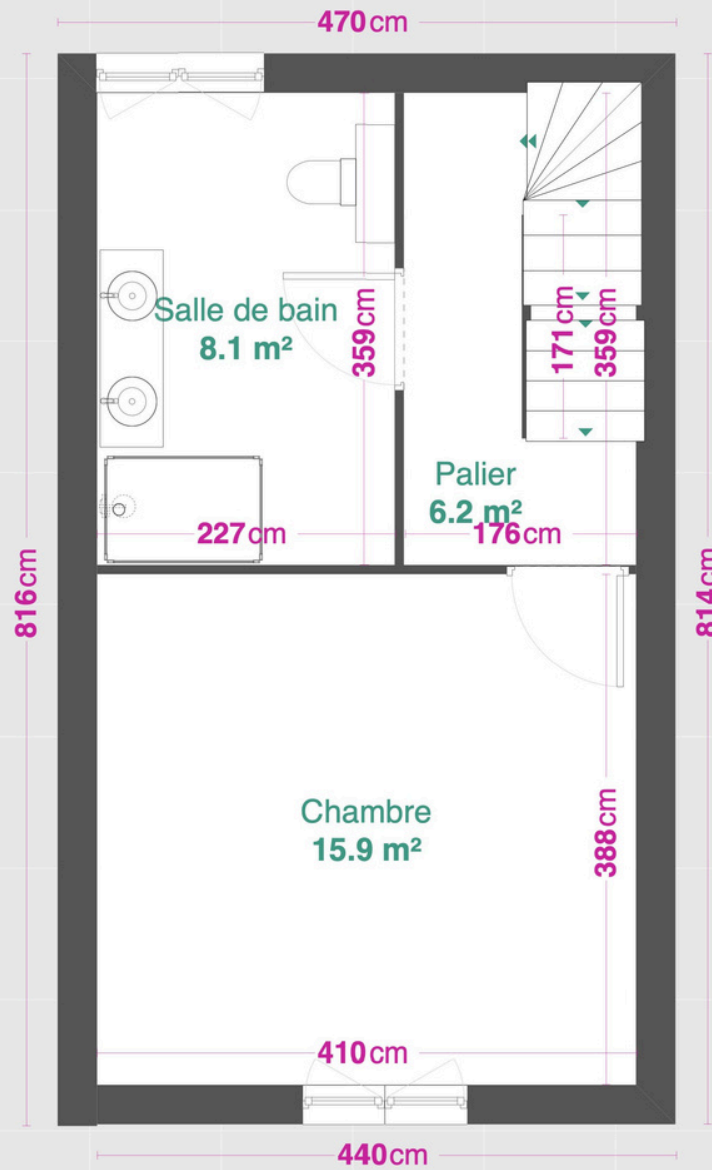 470cm
Salle de bain
8.1 m²
359cm
171cm
359cm
Palier
6.2 m²
227cm
176cm
816cm
814cm
Chambre
15.9 m²
388cm
410cm
440cm